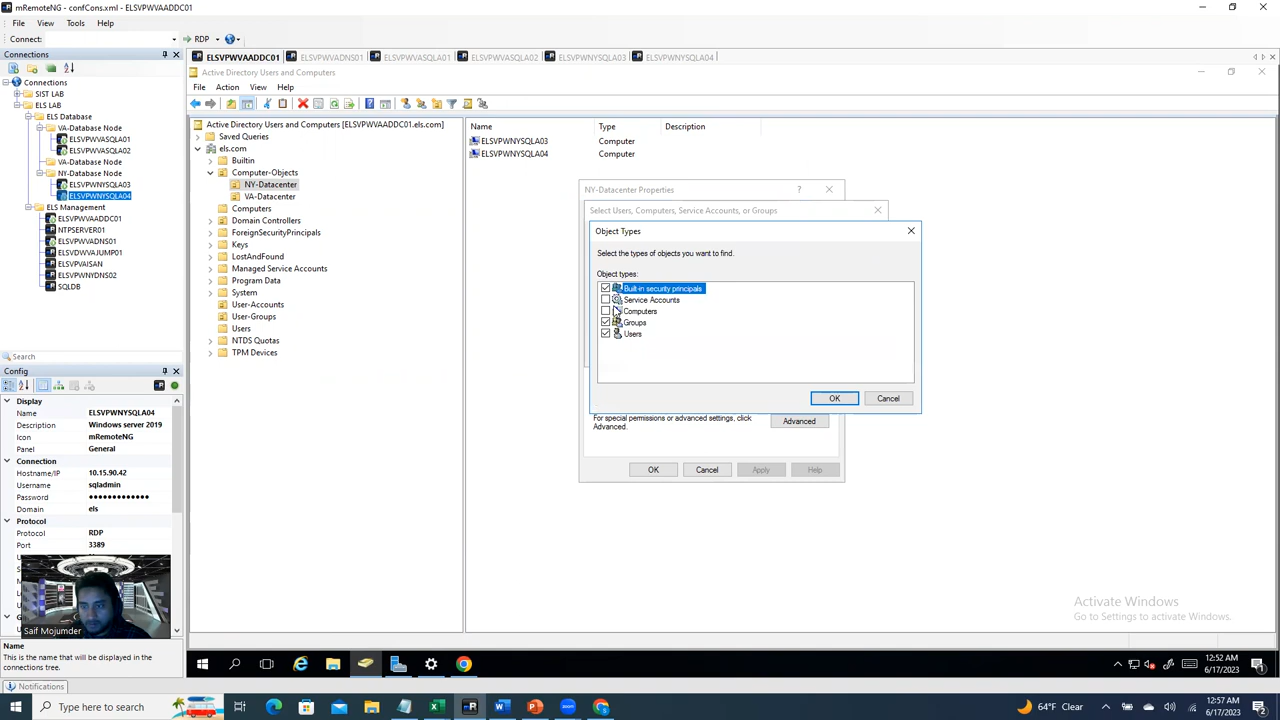 mRemoteNG - confCons.xml - ELSVPWVAADDC01
File View Tools Help
Connect: RDP
Connections
Connections
SIST LAB
ELS LAB
ELS Database
VA-Database Node
ELSVPWVASQLA01
ELSVPWVASQLA02
VA-Database Node
NY-Database Node
ELSVPWNYSQLA03
ELSVPWNYSQLA04
ELS Management
ELSVPWVAADDC01
NTPSERVER01
ELSVPWVADNS01
ELSVDWVAJUMP01
ELSVPVAISAN
ELSVPWNYDNS02
SQLDB
Search
Config
Display
Name ELSVPWNYSQLA04
Description Windows server 2019
Icon mRemoteNG
Panel General
Connection
Hostname/IP 10.15.90.42
Username sqladmin
Password ••••••••••••••
Domain els
Protocol
Protocol RDP
Port 3389
Saif Mojumder
Name
This is the name that will be displayed in the connections tree.
Notifications
ELSVPWVAADDC01 ELSVPWVADNS01 ELSVPWVASQLA01 ELSVPWVASQLA02 ELSVPWNYSQLA03 ELSVPWNYSQLA04
Active Directory Users and Computers
File Action View Help
Active Directory Users and Computers [ELSVPWVAADDC01.els.com]
Saved Queries
els.com
Builtin
Computer-Objects
NY-Datacenter
VA-Datacenter
Computers
Domain Controllers
ForeignSecurityPrincipals
Keys
LostAndFound
Managed Service Accounts
Program Data
System
User-Accounts
User-Groups
Users
NTDS Quotas
TPM Devices
Name Type Description
ELSVPWNYSQLA03 Computer
ELSVPWNYSQLA04 Computer
NY-Datacenter Properties
Select Users, Computers, Service Accounts, or Groups
Object Types
Select the types of objects you want to find.
Object types:
Built-in security principals
Service Accounts
Computers
Groups
Users
OK Cancel
For special permissions or advanced settings, click
Advanced.
Advanced
OK Cancel Apply Help
Activate Windows
Go to Settings to activate Windows.
12:52 AM
6/17/2023
Type here to search
64°F Clear
12:57 AM
6/17/2023